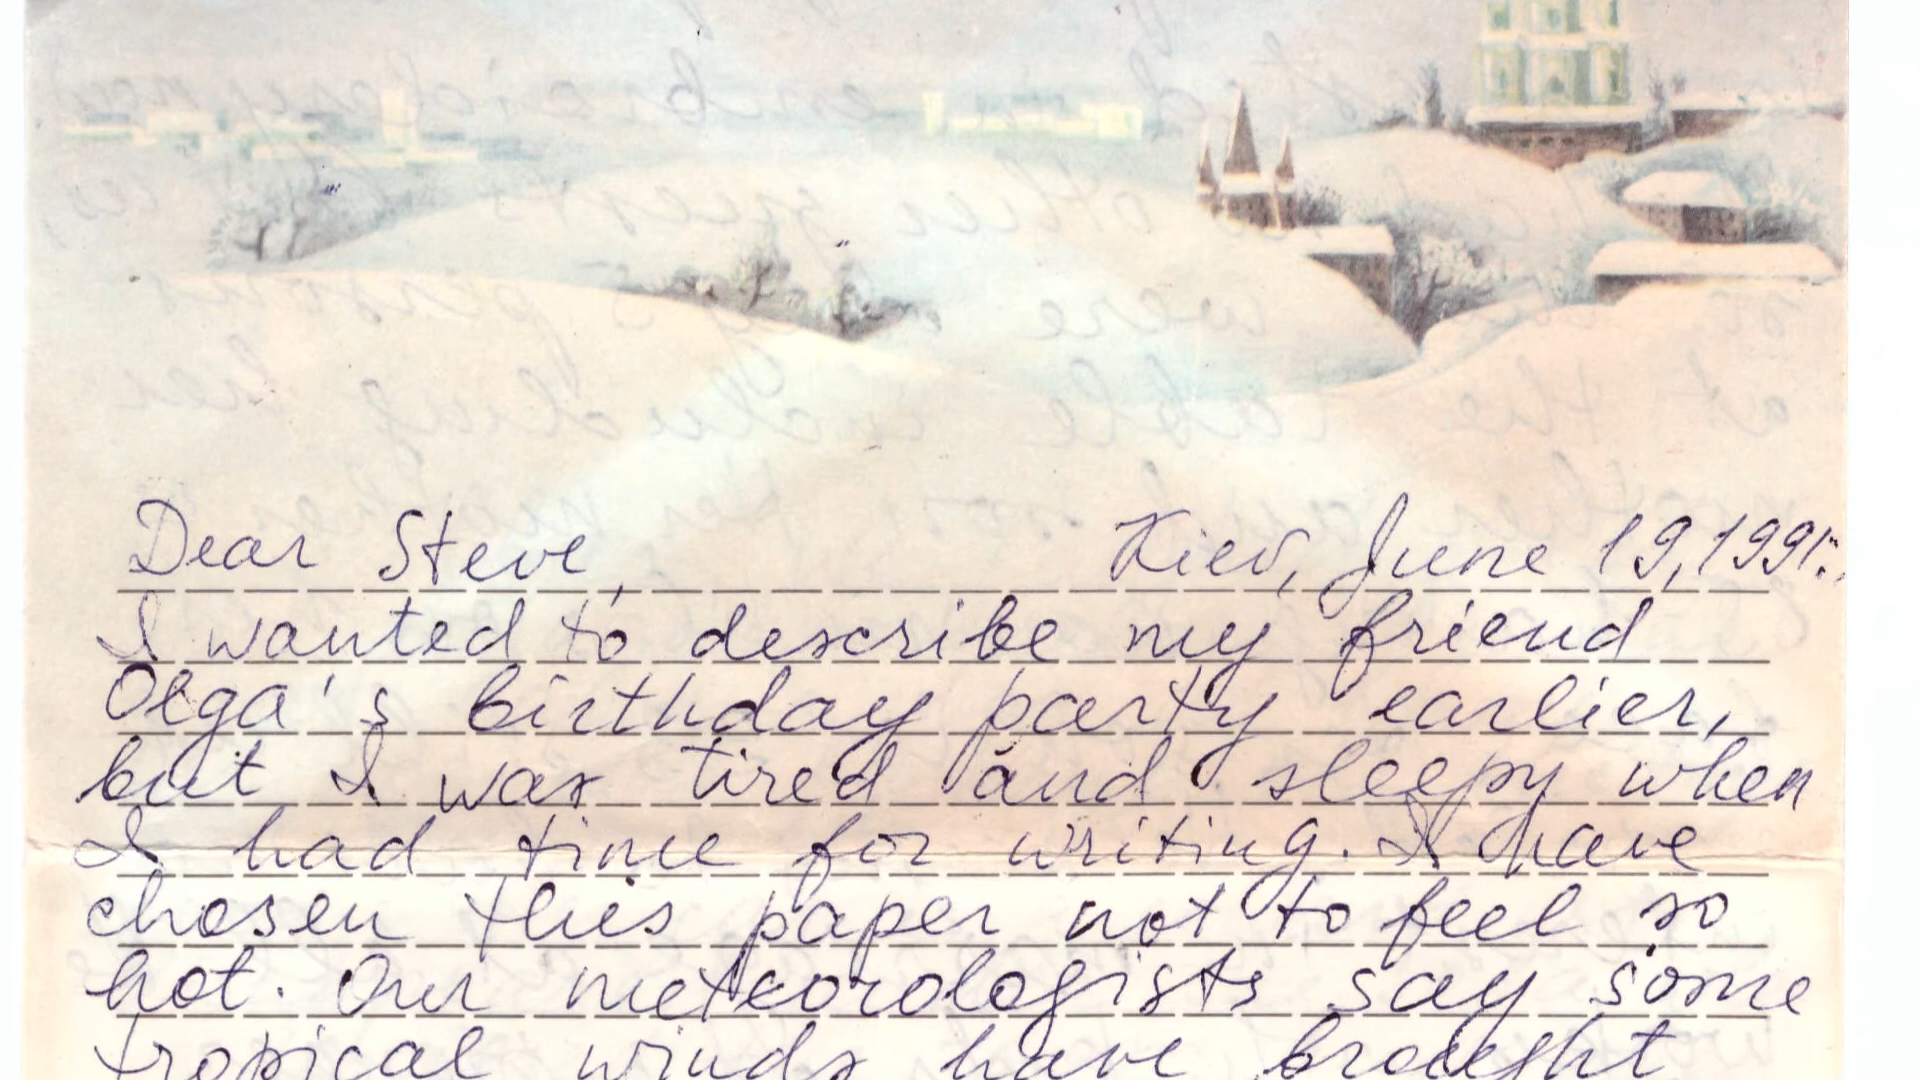 Dear Steve, Kiev, June 19, 1991.
I wanted to describe my friend
Olga's birthday party earlier,
but I was tired and sleepy when
I had time for writing. I have
chosen this paper not to feel so
hot. Our meteorologists say some
tropical winds have brought